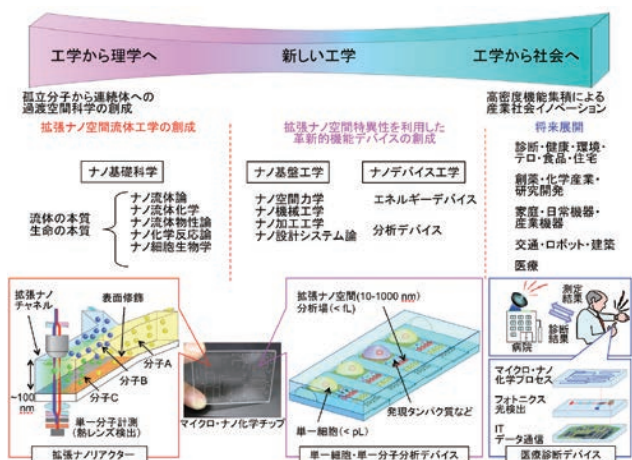 工学から理学へ
新しい工学
工学から社会へ
孤立分子から連続体への
過渡空間科学の創成
高密度機能集積による
産業社会イノベーション
拡張ナノ空間流体工学の創成
拡張ナノ空間特異性を利用した
革新的機能デバイスの創成
将来展開
ナノ基礎科学
流体の本質
生命の本質
ナノ流体論
ナノ流体化学
ナノ流体物性論
ナノ化学反応論
ナノ細胞生物学
ナノ基盤工学
ナノ空間力学
ナノ機械工学
ナノ加工工学
ナノ設計システム論
ナノデバイス工学
エネルギーデバイス
分析デバイス
診断・健康・環境・
テロ・食品・住宅
創薬・化学産業・
研究開発
家庭・日常機器・
産業機器
交通・ロボット・建築
医療
拡張ナノ
チャネル
表面修飾
分子A
分子B
分子C
~100
nm
単一分子計測
(熱レンズ検出)
拡張ナノリアクター
マイクロ・ナノ化学チップ
拡張ナノ空間(10-1000 nm)
分析場(< fL)
発現タンパク質など
単一細胞(< pL)
単一細胞・単一分子分析デバイス
測定
結果
診断
結果
病院
マイクロ・ナノ
化学プロセス
フォトニクス
光検出
IT
データ通信
医療診断デバイス